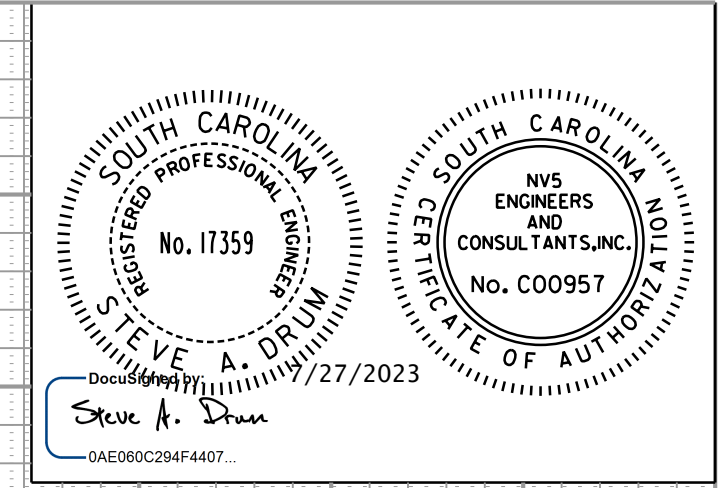 SOUTH CAROLINA
REGISTERED PROFESSIONAL ENGINEER
No. 17359
STEVE A. DRUM
SOUTH CAROLINA
CERTIFICATE OF AUTHORIZATION
NV5
ENGINEERS
AND
CONSULTANTS,INC.
No. C00957
7/27/2023
DocuSigned by:
Steve A. Drum
0AE060C294F4407...